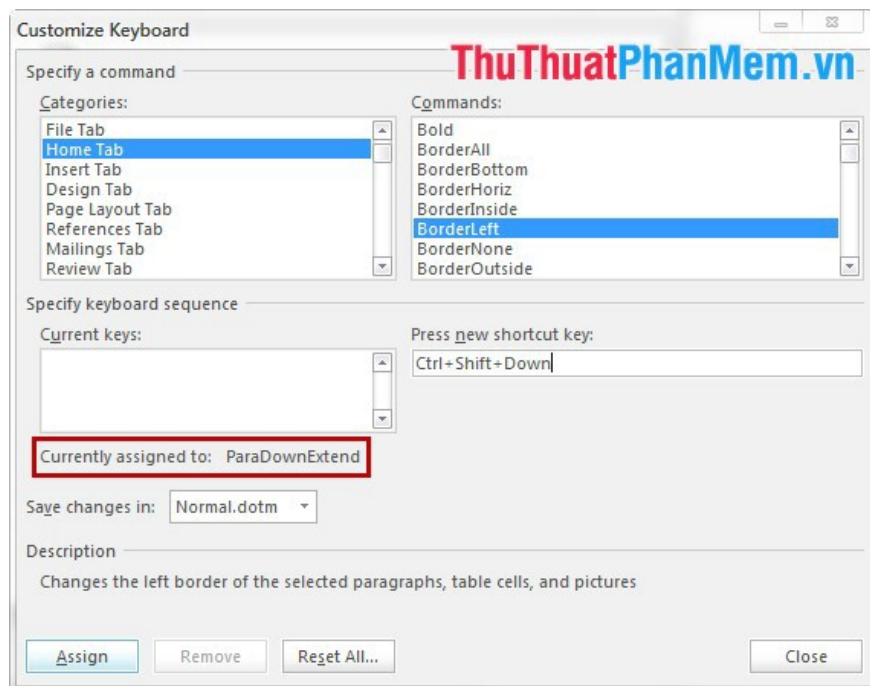 Customize Keyboard
ThuThuatPhanMem.vn
Specify a command
Categories:
Commands:
File Tab
Home Tab
Insert Tab
Design Tab
Page Layout Tab
References Tab
Mailings Tab
Review Tab
Bold
BorderAll
BorderBottom
BorderHoriz
BorderInside
BorderLeft
BorderNone
BorderOutside
Specify keyboard sequence
Current keys:
Press new shortcut key:
Ctrl+Shift+Down
Currently assigned to: ParaDownExtend
Save changes in: Normal.dotm
Description
Changes the left border of the selected paragraphs, table cells, and pictures
Assign Remove Reset All... Close